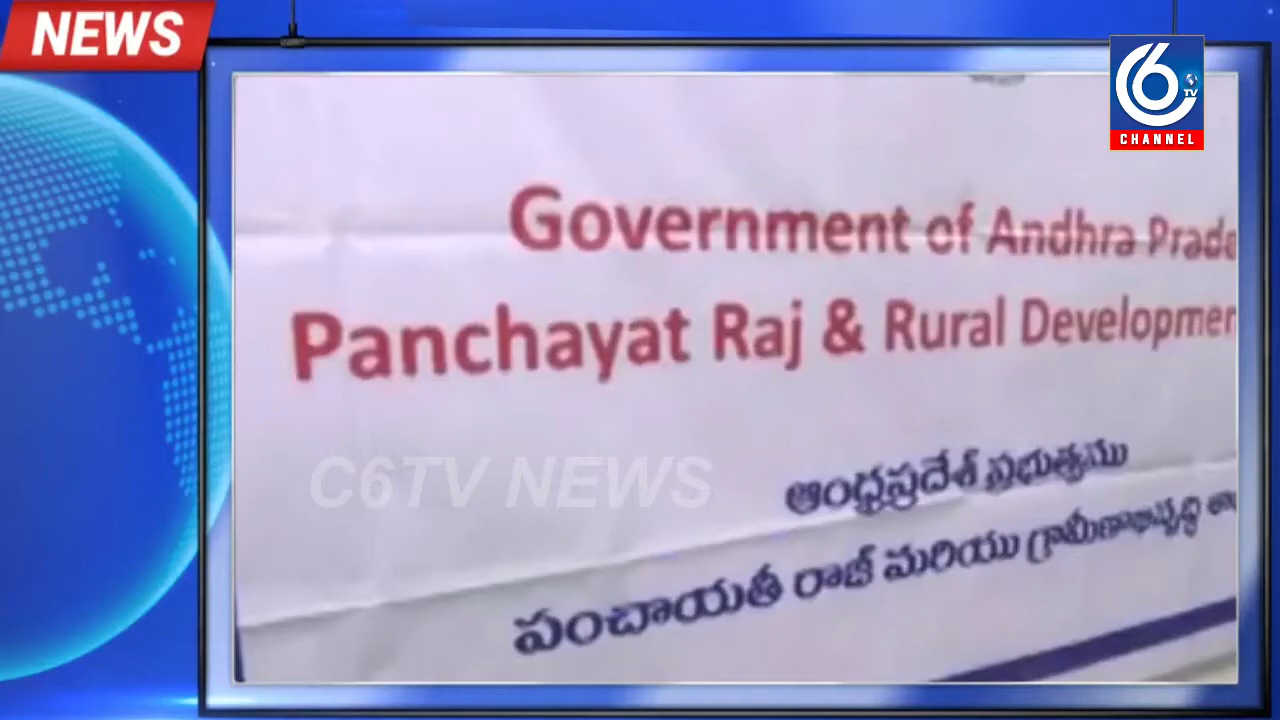 NEWS
6
TV
CHANNEL
Government of Andhra Prade
Panchayat Raj & Rural Developmen
C6TV NEWS
ఆంధ్రప్రదేశ్ ప్రభుత్వము
పంచాయతీ రాజ్ మరియు గ్రామీణాభివృద్ధి శా